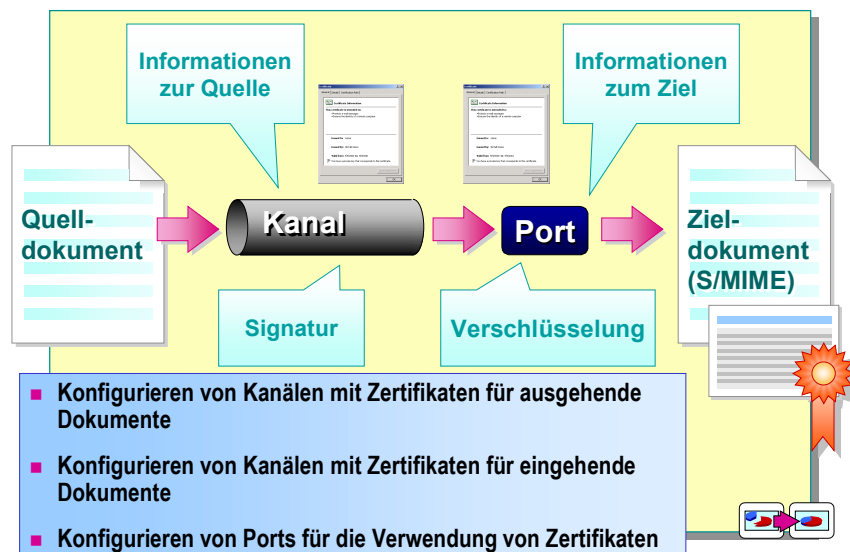 Informationen
zur Quelle
Informationen
zum Ziel
Quell-
dokument
Kanal
Port
Ziel-
dokument
(S/MIME)
Signatur
Verschlüsselung
Konfigurieren von Kanälen mit Zertifikaten für ausgehende
Dokumente
Konfigurieren von Kanälen mit Zertifikaten für eingehende
Dokumente
Konfigurieren von Ports für die Verwendung von Zertifikaten